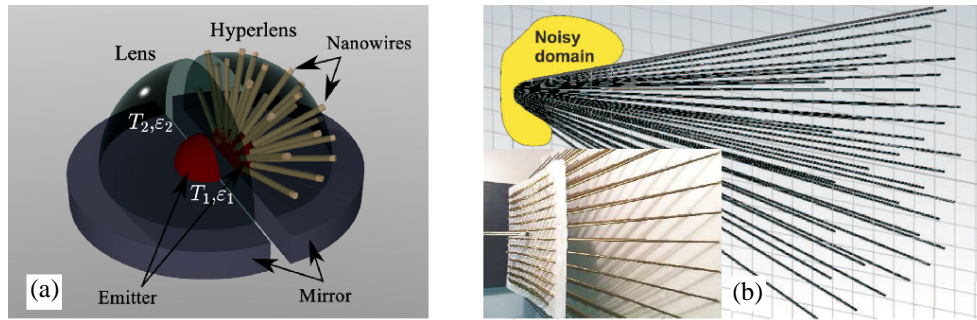 Lens
Hyperlens
Nanowires
T2,ε2
T1,ε1
(a)
Emitter
Mirror
Noisy
domain
(b)